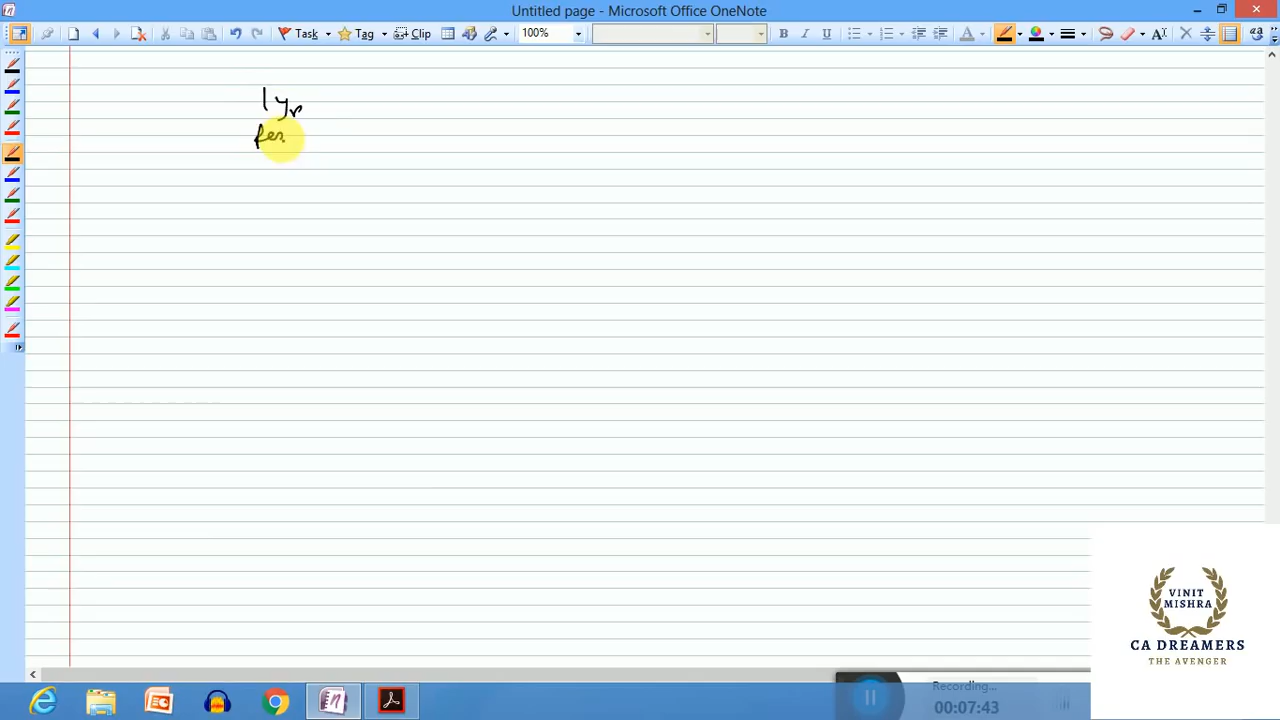 Untitled page - Microsoft Office OneNote
Task
Tag
Clip
100%
B I U
1 yr
VINIT
MISHRA
CA DREAMERS
THE AVENGER
Recording...
00:07:43